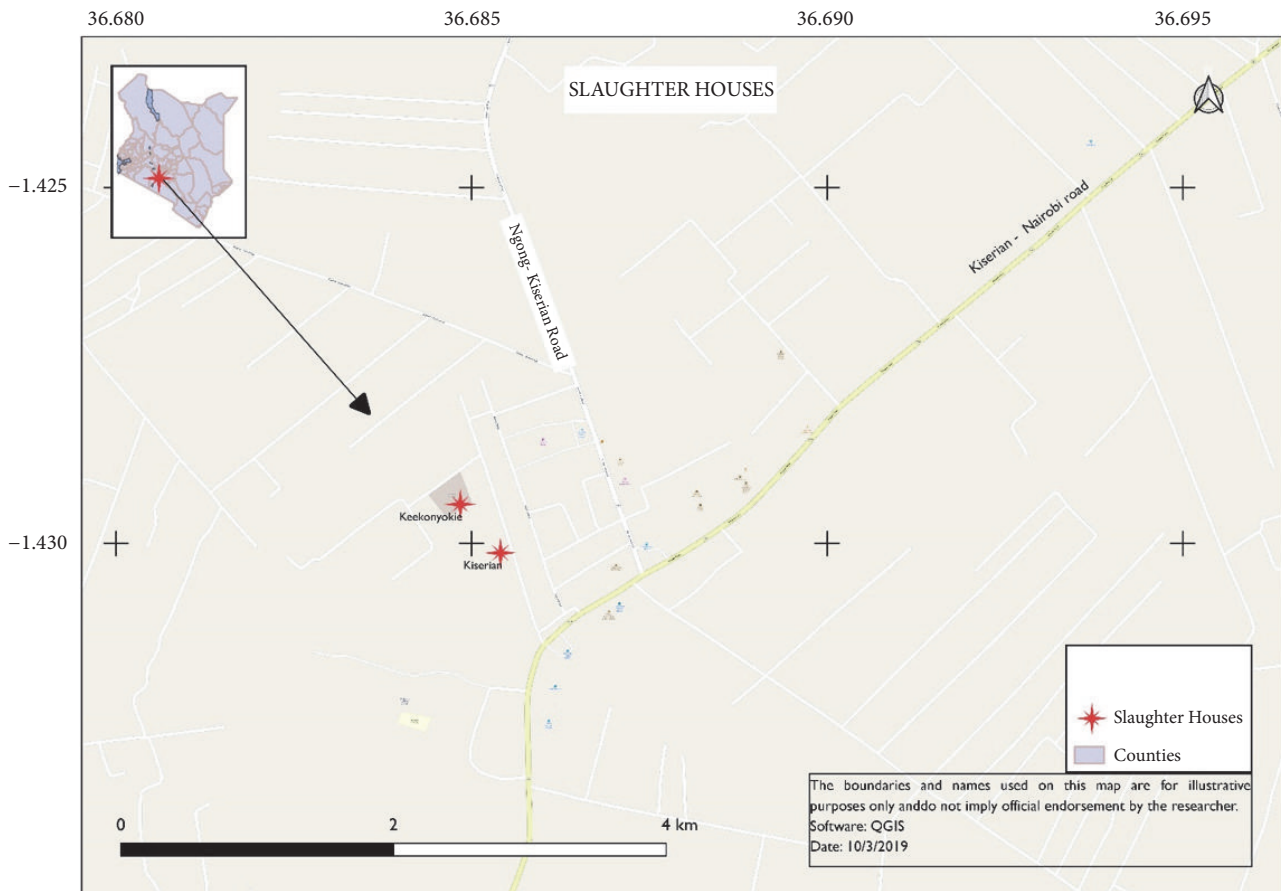 36.680 36.685 36.690 36.695
SLAUGHTER HOUSES
−1.425
Ngong- Kiserian Road
Kiserian - Nairobi road
Keekonyokie
−1.430
Kiserian
Slaughter Houses
Counties
The boundaries and names used on this map are for illustrative
purposes only anddo not imply official endorsement by the researcher.
Software: QGIS
Date: 10/3/2019
0 2 4 km